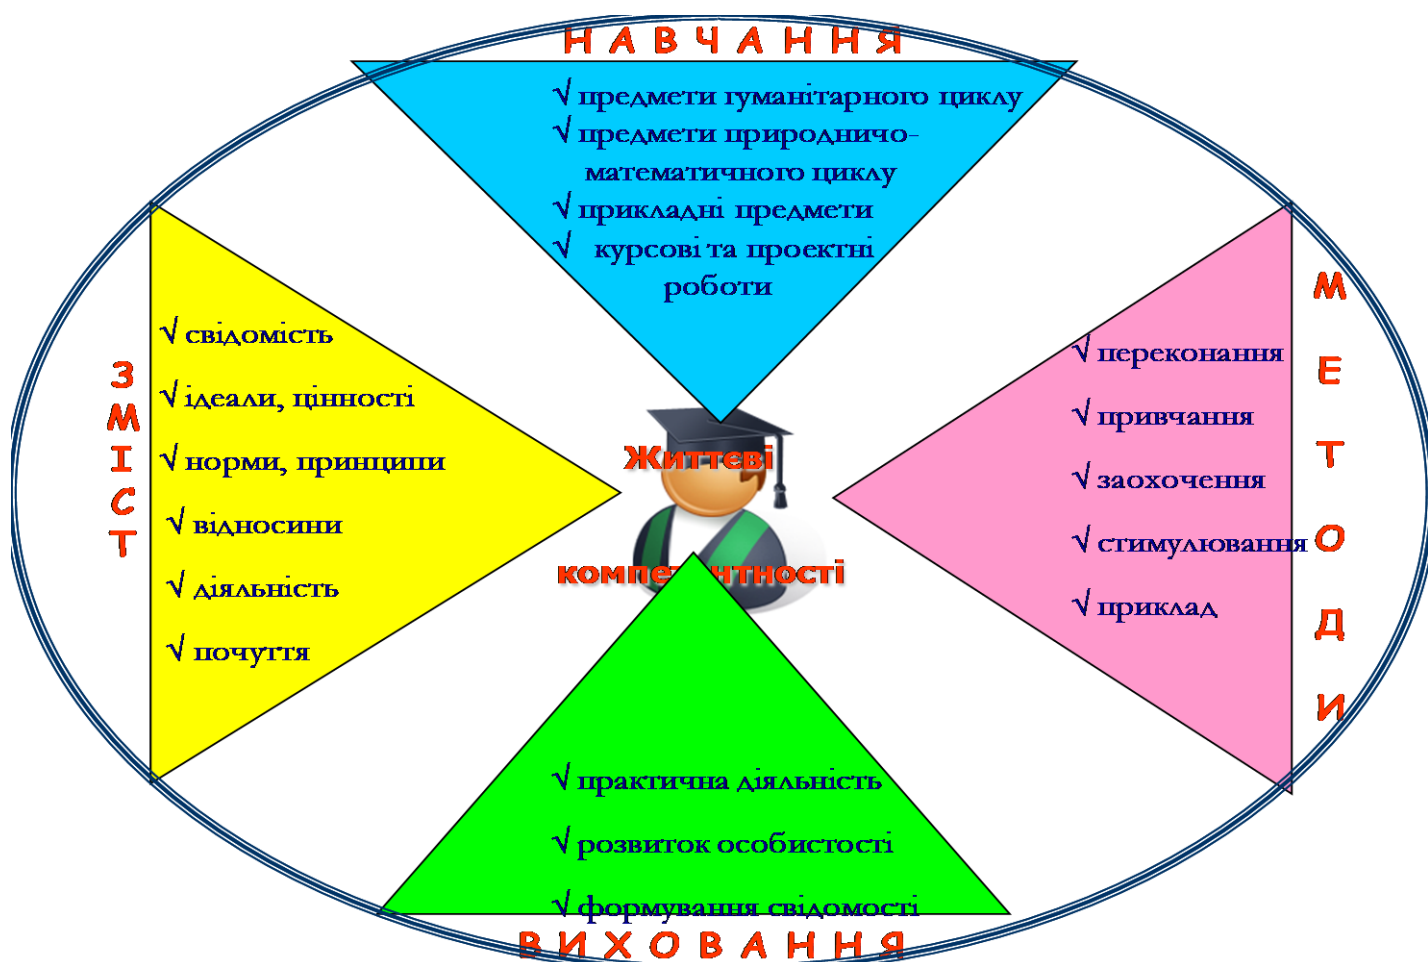 НАВЧАННЯ
√ предмети гуманітарного циклу
√ предмети природничо-
математичного циклу
√ прикладні предмети
√ курсові та проектні
роботи
ЗМІСТ
√ свідомість
√ ідеали, цінності
√ норми, принципи
√ відносини
√ діяльність
√ почуття
Життєві
компетентності
√ переконання
√ привчання
√ заохочення
√ стимулювання
√ приклад
МЕТОДИ
√ практична діяльність
√ розвиток особистості
√ формування свідомості
ВИХОВАННЯ